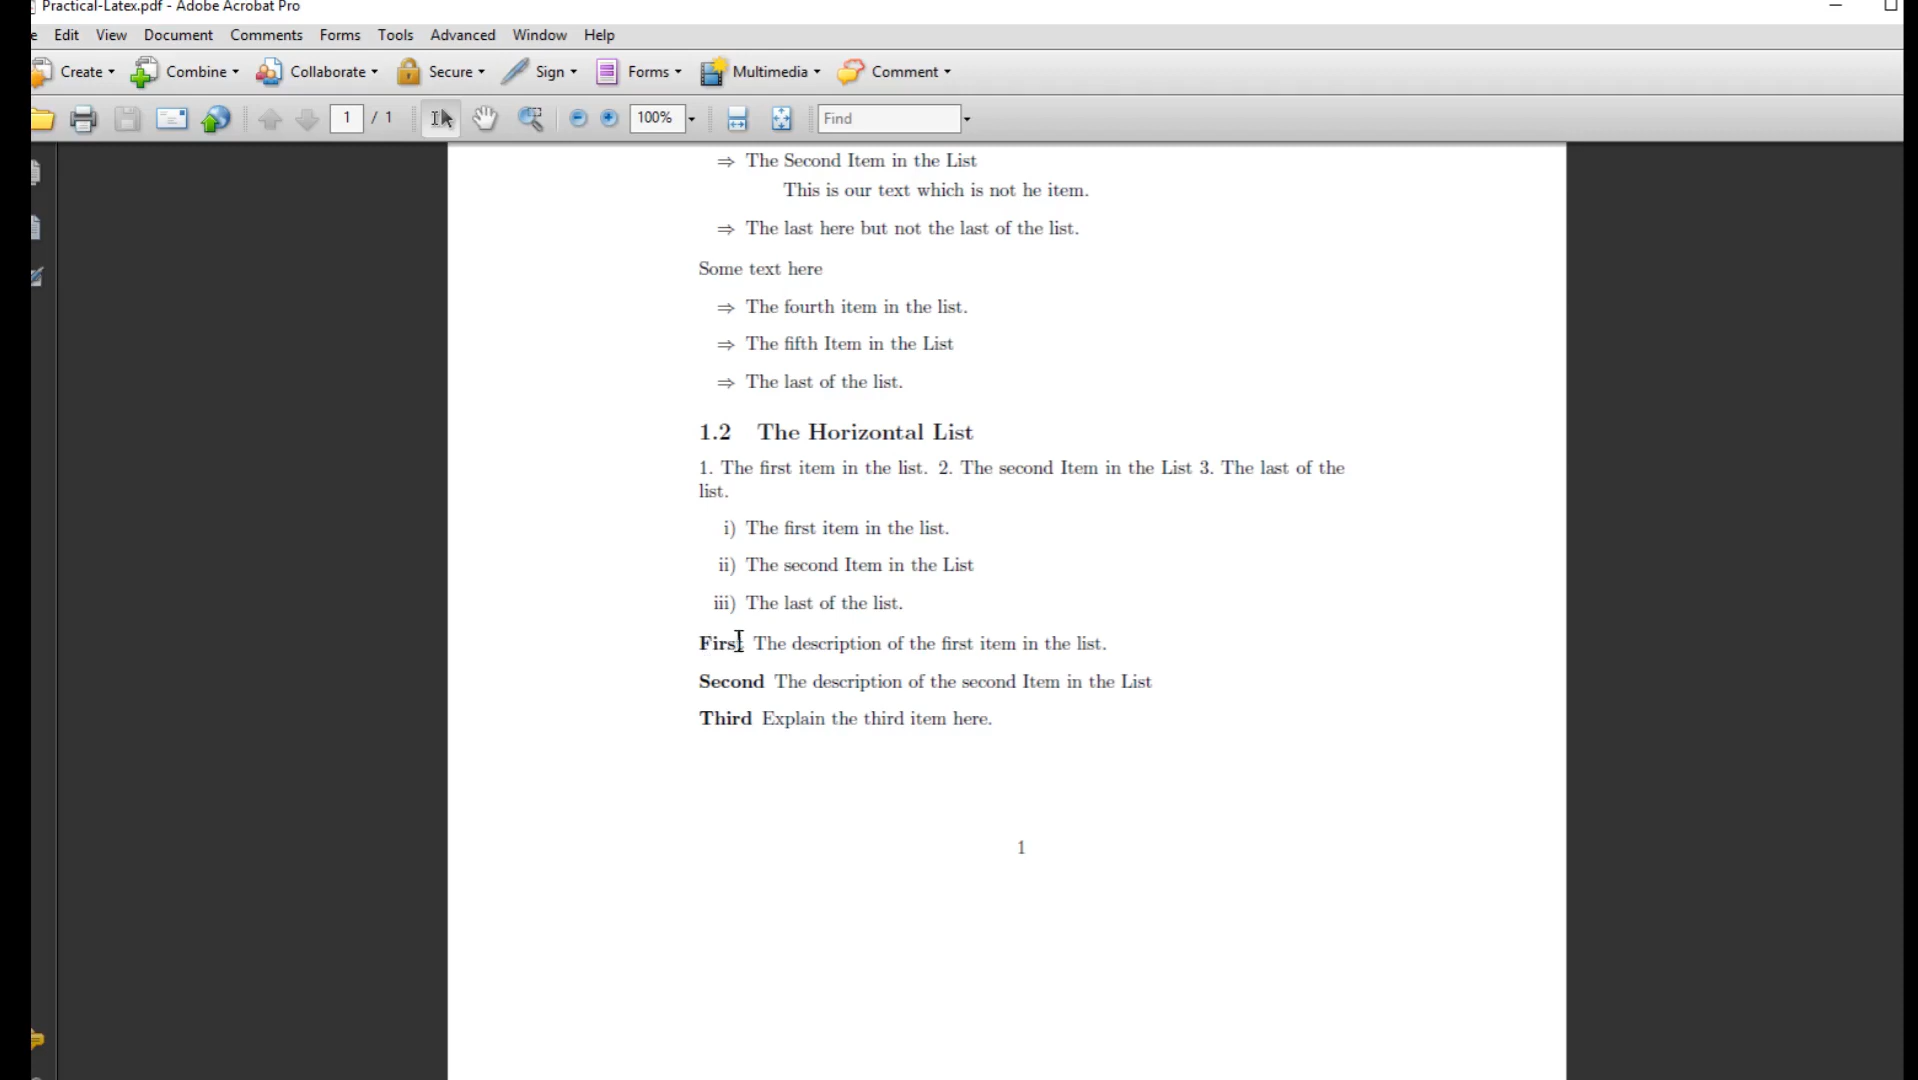 Practical-Latex.pdf - Adobe Acrobat Pro
e Edit View Document Comments Forms Tools Advanced Window Help
Create Combine Collaborate Secure Sign Forms Multimedia Comment
1 / 1 100% Find
⇒ The Second Item in the List
This is our text which is not he item.
⇒ The last here but not the last of the list.
Some text here
⇒ The fourth item in the list.
⇒ The fifth Item in the List
⇒ The last of the list.
1.2 The Horizontal List
1. The first item in the list. 2. The second Item in the List 3. The last of the
list.
i) The first item in the list.
ii) The second Item in the List
iii) The last of the list.
First The description of the first item in the list.
Second The description of the second Item in the List
Third Explain the third item here.
1